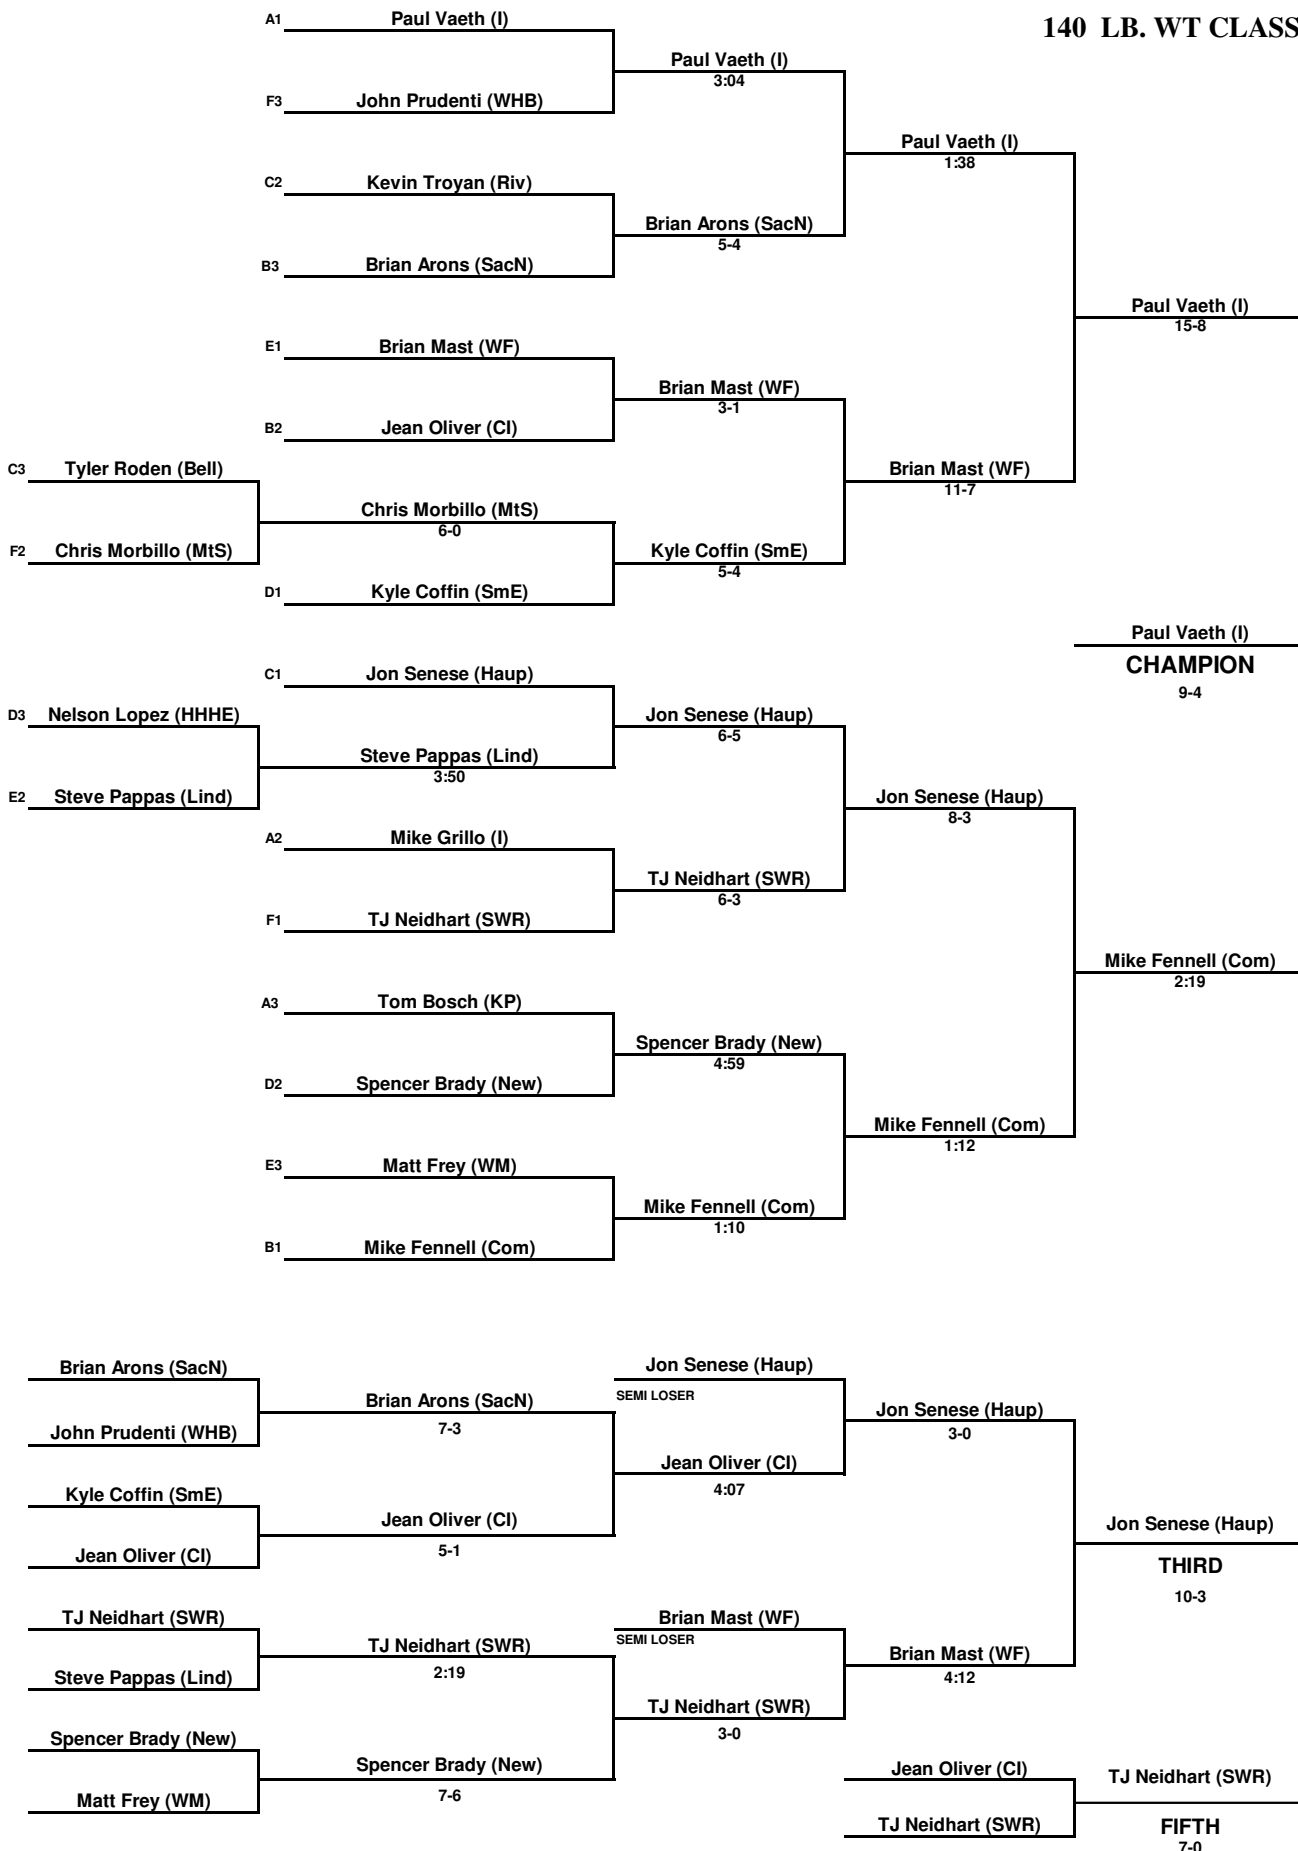 140 LB. WT CLASS
A1 Paul Vaeth (I)
Paul Vaeth (I)
3:04
F3 John Prudenti (WHB)
Paul Vaeth (I)
1:38
C2 Kevin Troyan (Riv)
Brian Arons (SacN)
5-4
B3 Brian Arons (SacN)
Paul Vaeth (I)
15-8
E1 Brian Mast (WF)
Brian Mast (WF)
3-1
B2 Jean Oliver (CI)
C3 Tyler Roden (Bell)
Brian Mast (WF)
11-7
Chris Morbillo (MtS)
6-0
F2 Chris Morbillo (MtS)
Kyle Coffin (SmE)
5-4
D1 Kyle Coffin (SmE)
Paul Vaeth (I)
CHAMPION
9-4
C1 Jon Senese (Haup)
D3 Nelson Lopez (HHHE)
Jon Senese (Haup)
6-5
Steve Pappas (Lind)
3:50
E2 Steve Pappas (Lind)
Jon Senese (Haup)
8-3
A2 Mike Grillo (I)
TJ Neidhart (SWR)
6-3
F1 TJ Neidhart (SWR)
Mike Fennell (Com)
2:19
A3 Tom Bosch (KP)
Spencer Brady (New)
4:59
D2 Spencer Brady (New)
Mike Fennell (Com)
1:12
E3 Matt Frey (WM)
Mike Fennell (Com)
1:10
B1 Mike Fennell (Com)
Brian Arons (SacN)
Jon Senese (Haup)
SEMI LOSER
Brian Arons (SacN)
7-3
Jon Senese (Haup)
3-0
John Prudenti (WHB)
Jean Oliver (CI)
4:07
Kyle Coffin (SmE)
Jean Oliver (CI)
5-1
Jon Senese (Haup)
THIRD
10-3
Jean Oliver (CI)
TJ Neidhart (SWR)
Brian Mast (WF)
SEMI LOSER
TJ Neidhart (SWR)
2:19
Brian Mast (WF)
4:12
Steve Pappas (Lind)
TJ Neidhart (SWR)
3-0
Spencer Brady (New)
Spencer Brady (New)
7-6
Jean Oliver (CI)
TJ Neidhart (SWR)
Matt Frey (WM)
TJ Neidhart (SWR)
FIFTH
7-0